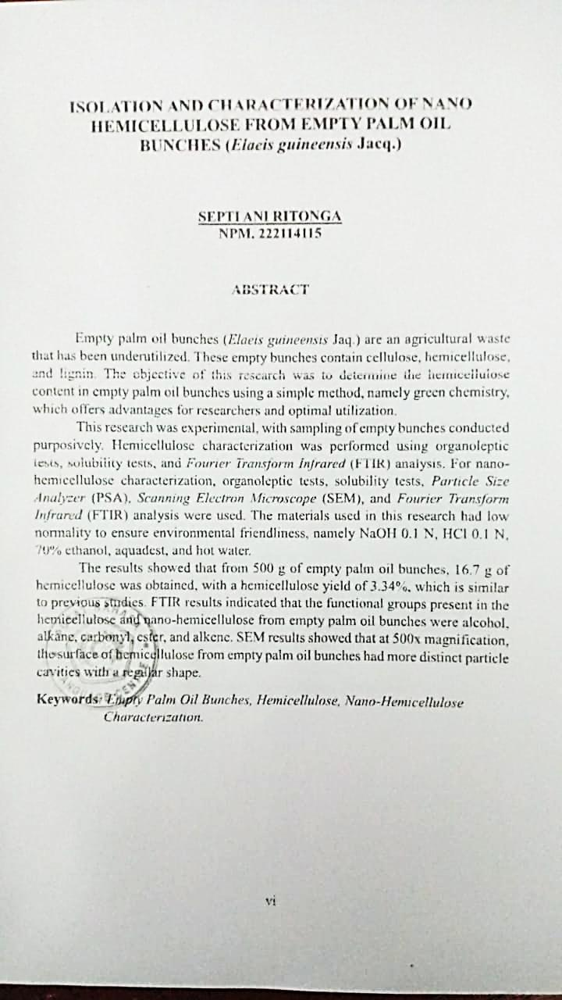 ISOLATION AND CHARACTERIZATION OF NANO
HEMICELLULOSE FROM EMPTY PALM OIL
BUNCHES (Elaeis guineensis Jacq.)
SEPTI ANI RITONGA
NPM. 222114115
ABSTRACT
Empty palm oil bunches (Elaeis guineensis Jaq.) are an agricultural waste
that has been underutilized. These empty bunches contain cellulose, hemicellulose,
and lignin. The objective of this research was to determine the hemicellulose
content in empty palm oil bunches using a simple method, namely green chemistry,
which offers advantages for researchers and optimal utilization.
This research was experimental, with sampling of empty bunches conducted
purposively. Hemicellulose characterization was performed using organoleptic
tests, solubility tests, and Fourier Transform Infrared (FTIR) analysis. For nano-
hemicellulose characterization, organoleptic tests, solubility tests, Particle Size
Analyzer (PSA), Scanning Electron Microscope (SEM), and Fourier Transform
Infrared (FTIR) analysis were used. The materials used in this research had low
normality to ensure environmental friendliness, namely NaOH 0.1 N, HCl 0.1 N,
70% ethanol, aquadest, and hot water.
The results showed that from 500 g of empty palm oil bunches, 16.7 g of
hemicellulose was obtained, with a hemicellulose yield of 3.34%, which is similar
to previous studies. FTIR results indicated that the functional groups present in the
hemicellulose and nano-hemicellulose from empty palm oil bunches were alcohol,
alkane, carbonyl, ester, and alkene. SEM results showed that at 500x magnification,
the surface of hemicellulose from empty palm oil bunches had more distinct particle
cavities with a regular shape.
Keywords: Empty Palm Oil Bunches, Hemicellulose, Nano-Hemicellulose
Characterization.
vi